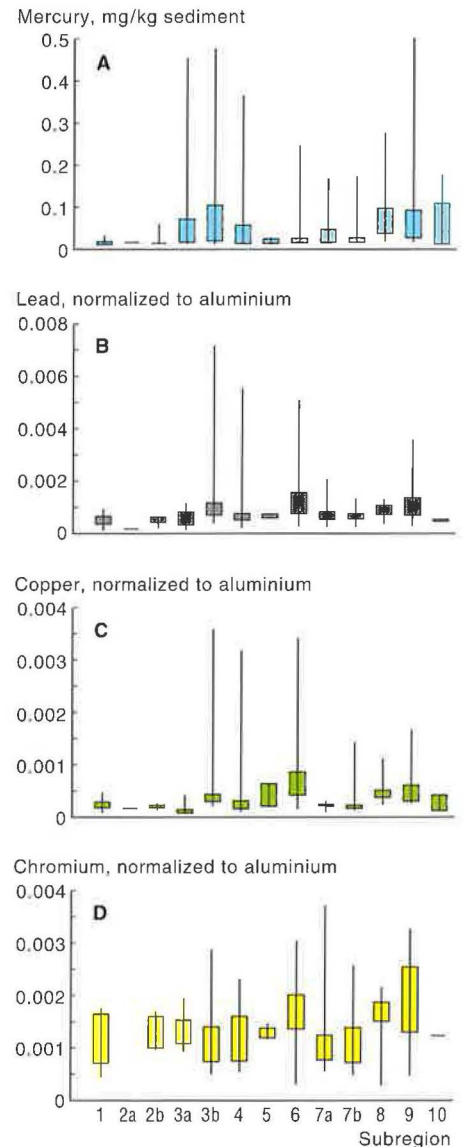 Mercury, mg/kg sediment
0.5
A
0.4
0.3
0.2
0.1
0
Lead, normalized to aluminium
0.008
B
0.006
0.004
0.002
0
Copper, normalized to aluminium
0.004
C
0.003
0.002
0.001
0
Chromium, normalized to aluminium
0.004
D
0.003
0.002
0.001
0
1 2a 2b 3a 3b 4 5 6 7a 7b 8 9 10
Subregion